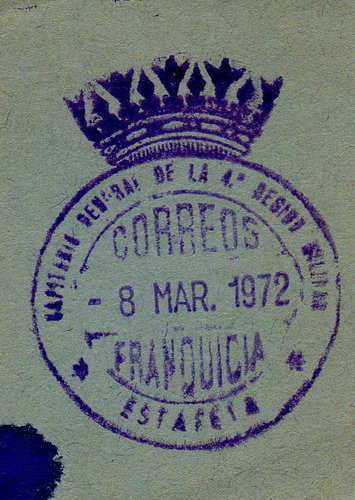 CAPITANIA GENERAL DE LA 4.ª REGION MILITAR
CORREOS
- 8 MAR. 1972
FRANQUICIA
ESTAFETA